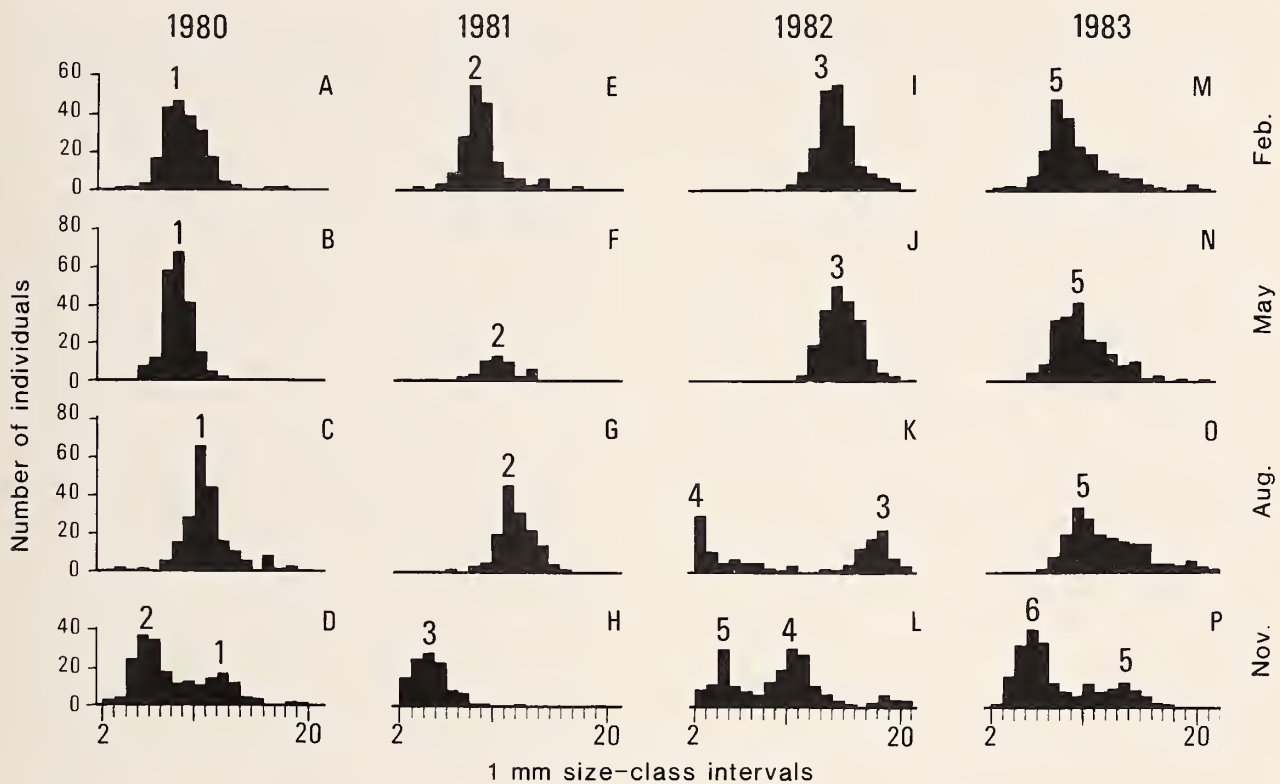 1980 1981 1982 1983
60 40 20 0
1 A 2 E 3 I 5 M Feb.
80 60 40 20 0
1 B F 2 3 J 5 N May
Number of individuals
80 60 40 20 0
1 C 2 G 4 3 K 5 O Aug.
40 20 0
2 1 D 3 H 5 4 L 6 5 P Nov.
2 20 2 20 2 20 2 20
1 mm size-class intervals